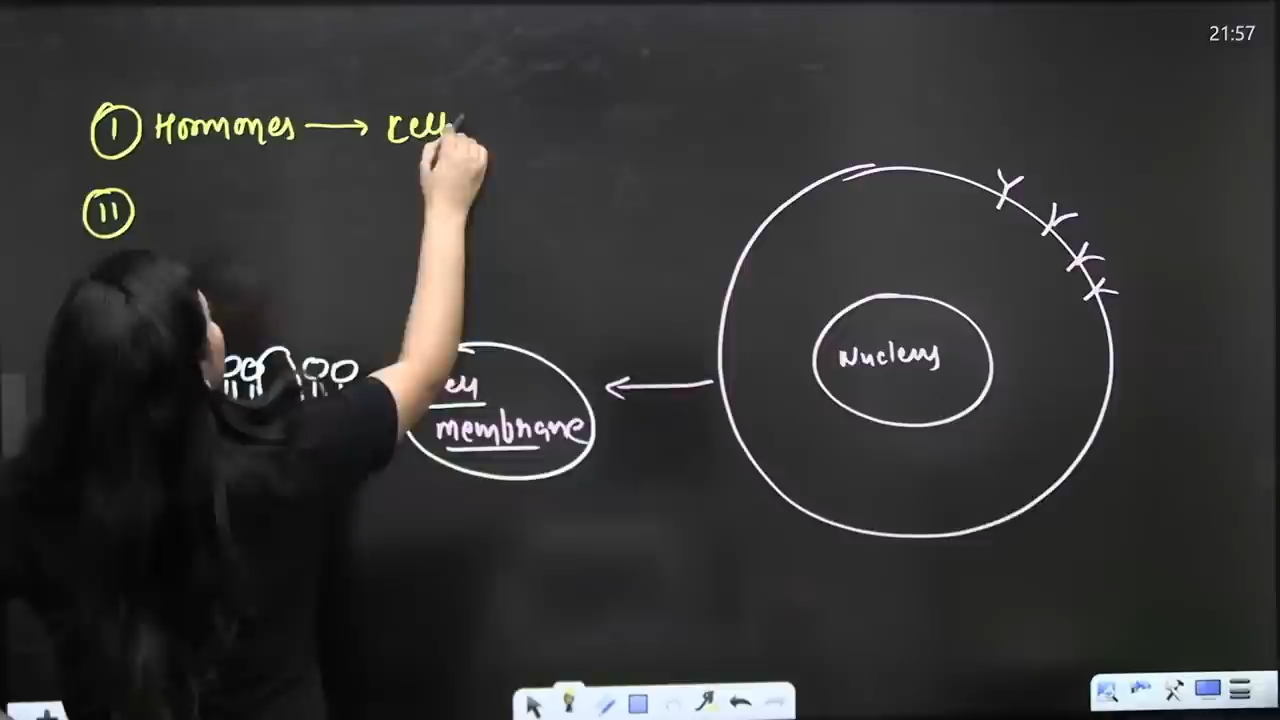 21:57
I Hormones → Cell
II
Nucleus
membrane